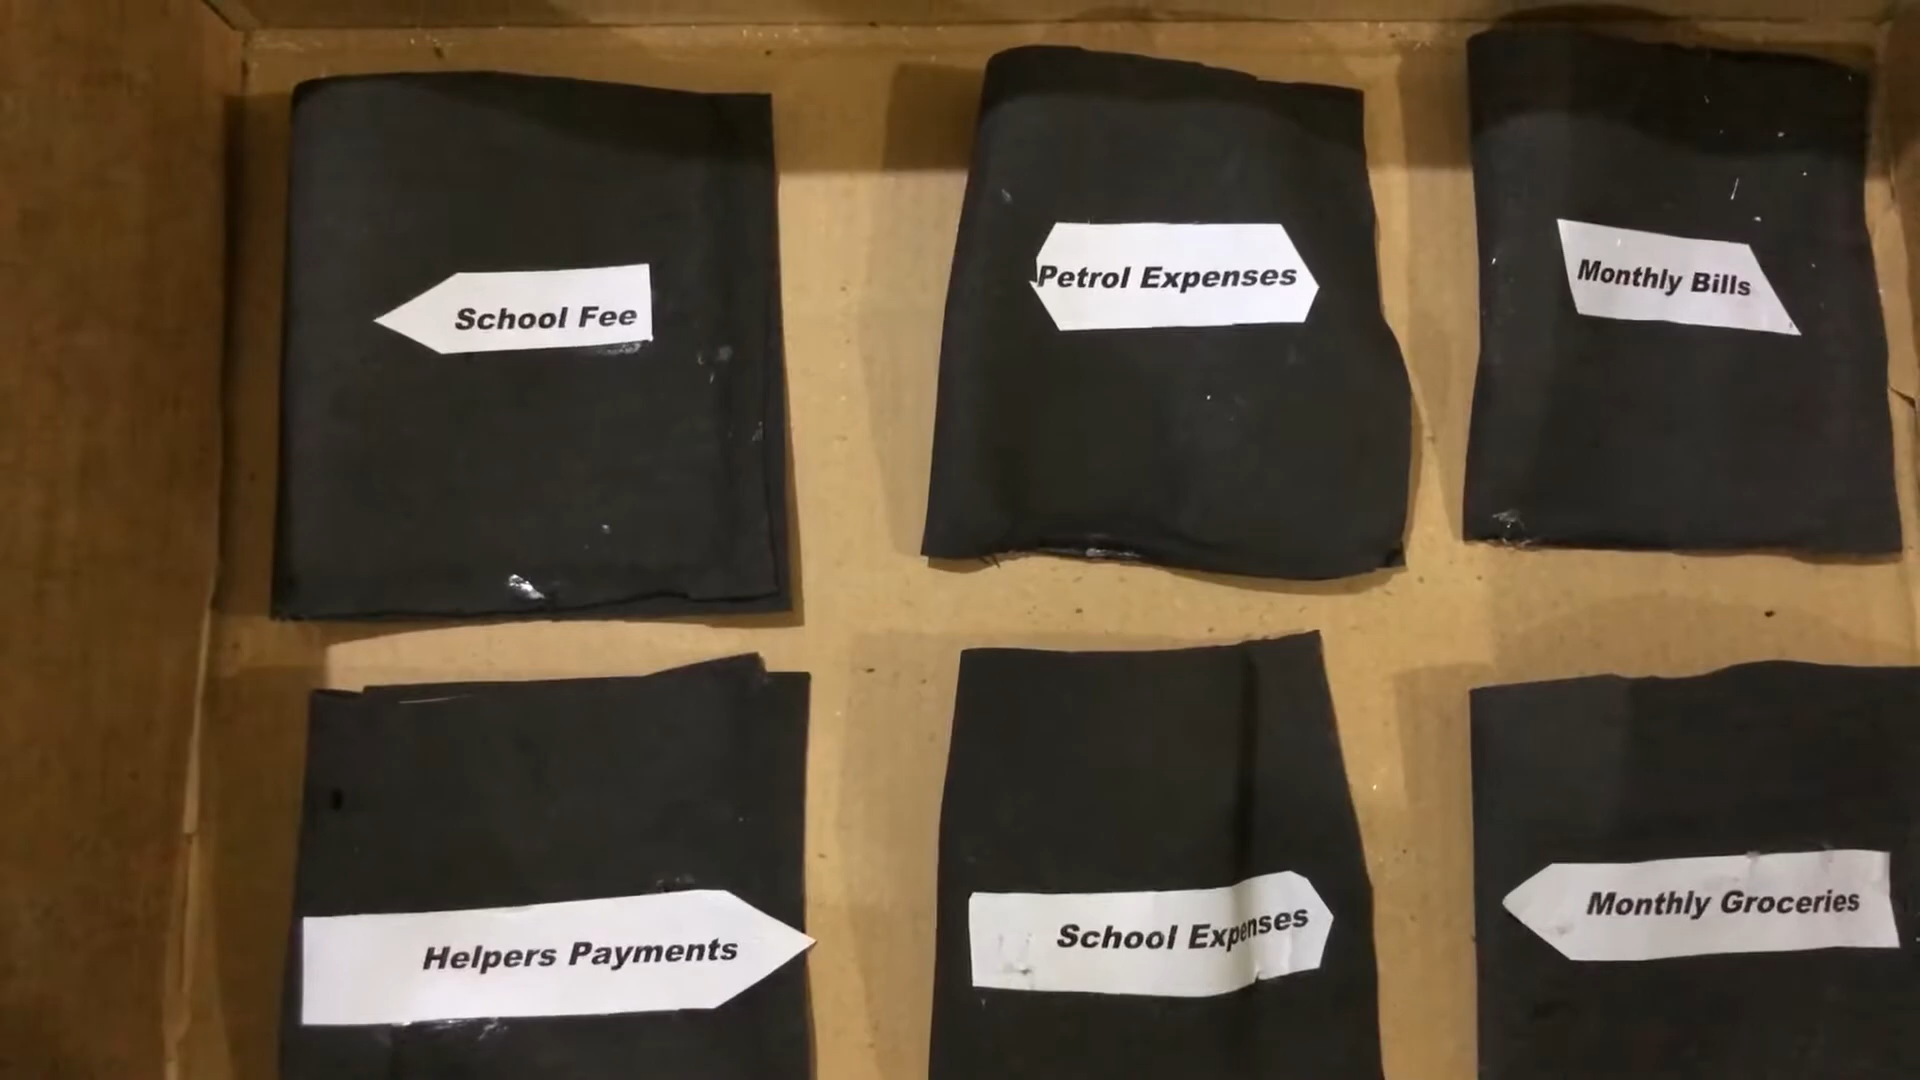 School Fee
Petrol Expenses
Monthly Bills
Helpers Payments
School Expenses
Monthly Groceries